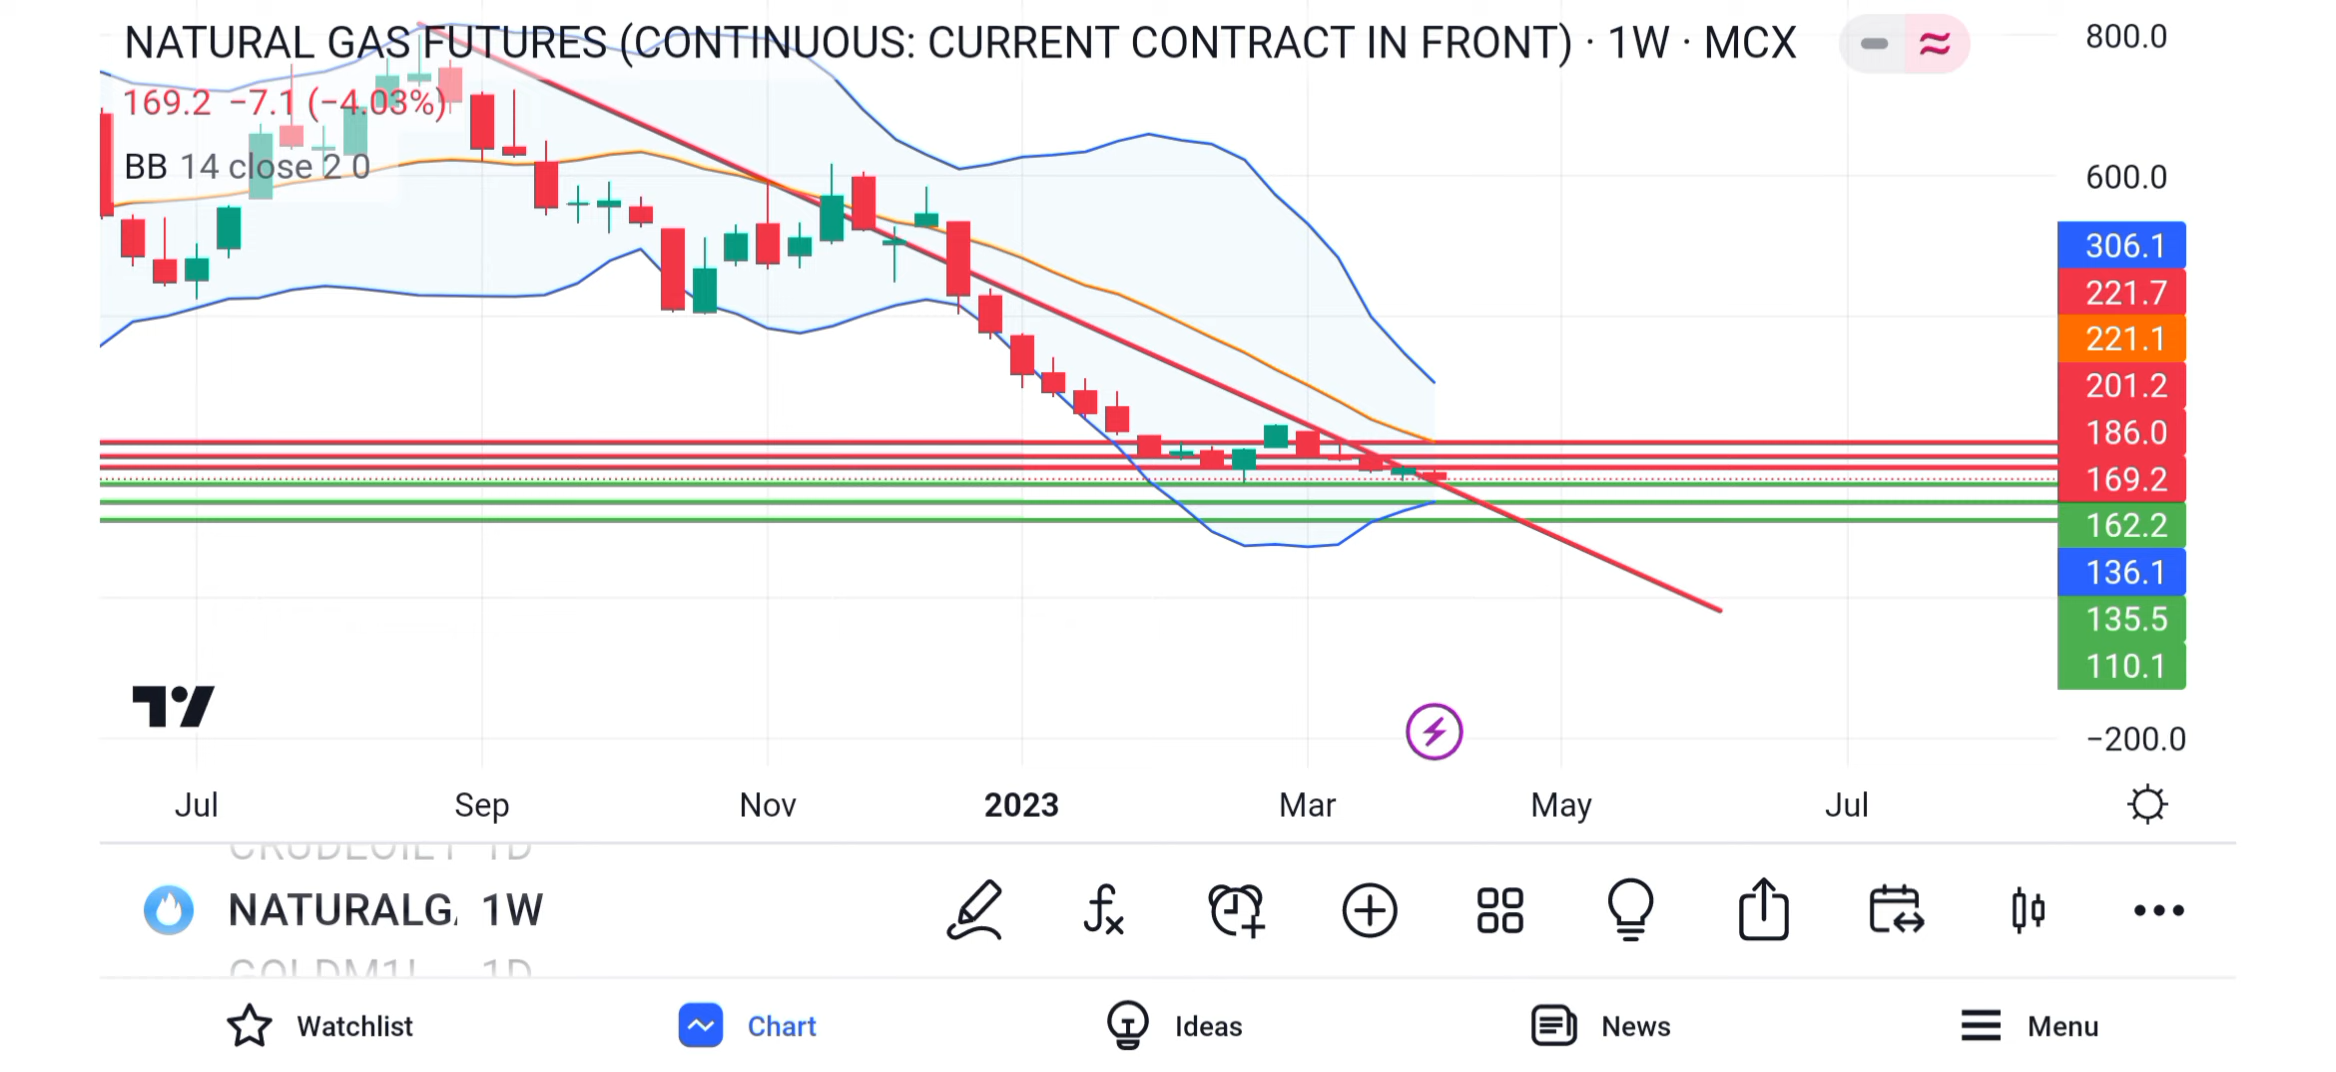 NATURAL GAS FUTURES (CONTINUOUS: CURRENT CONTRACT IN FRONT) · 1W · MCX
169.2 −7.1 (−4.03%)
BB 14 close 2 0
800.0
600.0
306.1
221.7
221.1
201.2
186.0
169.2
162.2
136.1
135.5
110.1
−200.0
Jul Sep Nov 2023 Mar May Jul
1D
NATURALG 1W
GOLDM1! 1D
Watchlist Chart Ideas News Menu